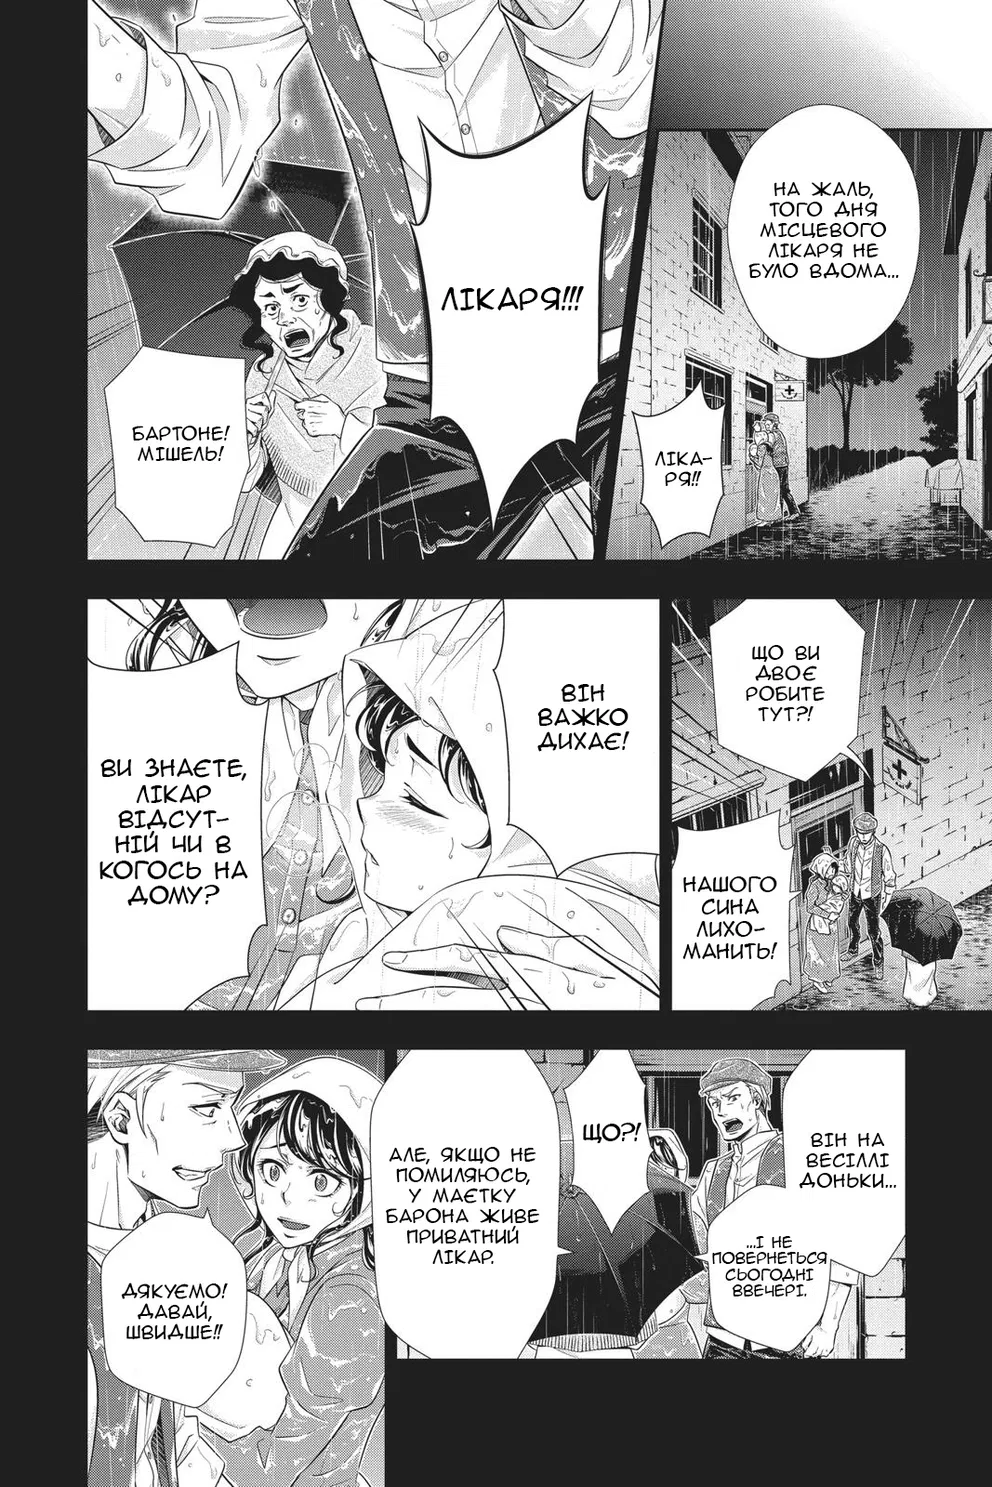 НА ЖАЛЬ,
ТОГО ДНЯ
МІСЦЕВОГО
ЛІКАРЯ НЕ
БУЛО ВДОМА...
ЛІКА-
РЯ!!
ЛІКАРЯ!!!
БАРТОНЕ!
МІШЕЛЬ!
ЩО ВИ
ДВОЄ
РОБИТЕ
ТУТ?!
НАШОГО
СИНА
ЛИХО-
МАНИТЬ!
ВІН
ВАЖКО
ДИХАЄ!
ВИ ЗНАЄТЕ,
ЛІКАР
ВІДСУТ-
НІЙ ЧИ В
КОГОСЬ НА
ДОМУ?
ВІН НА
ВЕСІЛЛІ
ДОНЬКИ...
...І НЕ
ПОВЕРНЕТЬСЯ
СЬОГОДНІ
ВВЕЧЕРІ.
ЩО?!
АЛЕ, ЯКЩО НЕ
ПОМИЛЯЮСЬ,
У МАЄТКУ
БАРОНА ЖИВЕ
ПРИВАТНИЙ
ЛІКАР.
ДЯКУЄМО!
ДАВАЙ,
ШВИДШЕ!!